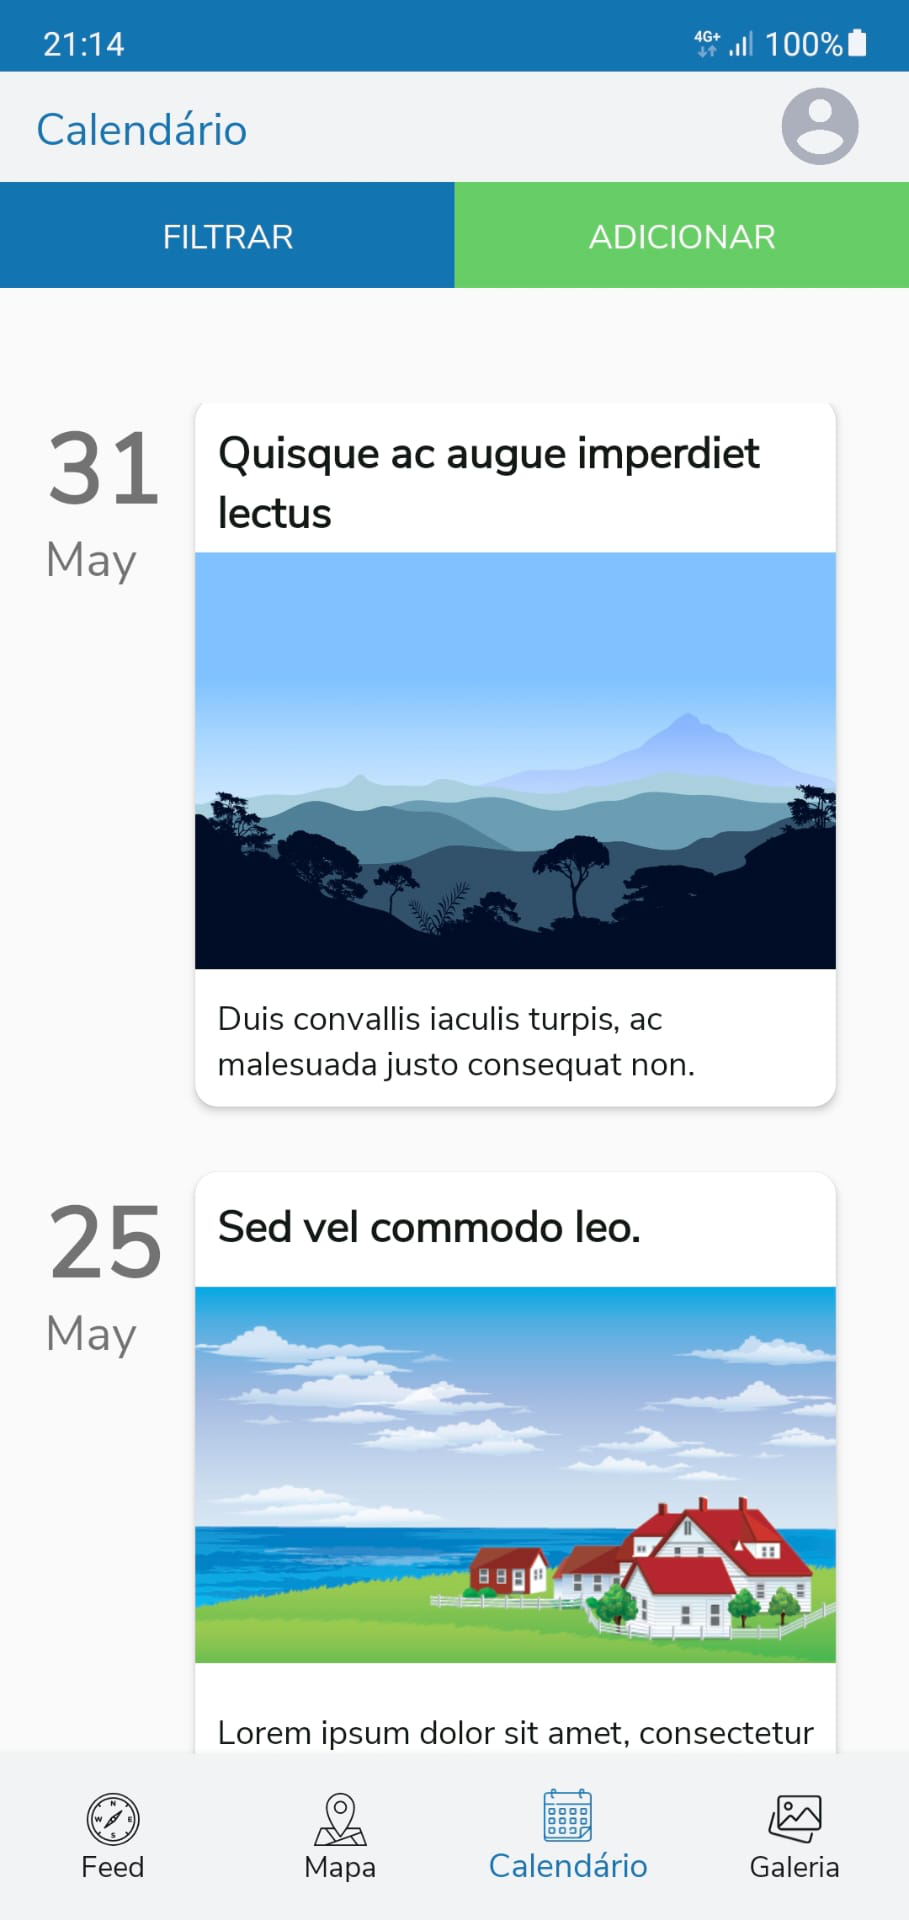 21:14
4G+ 100%
Calendário
FILTRAR
ADICIONAR
31
May
Quisque ac augue imperdiet
lectus
Duis convallis iaculis turpis, ac
malesuada justo consequat non.
25
May
Sed vel commodo leo.
Lorem ipsum dolor sit amet, consectetur
N
W E
S
Feed
Mapa
Calendário
Galeria